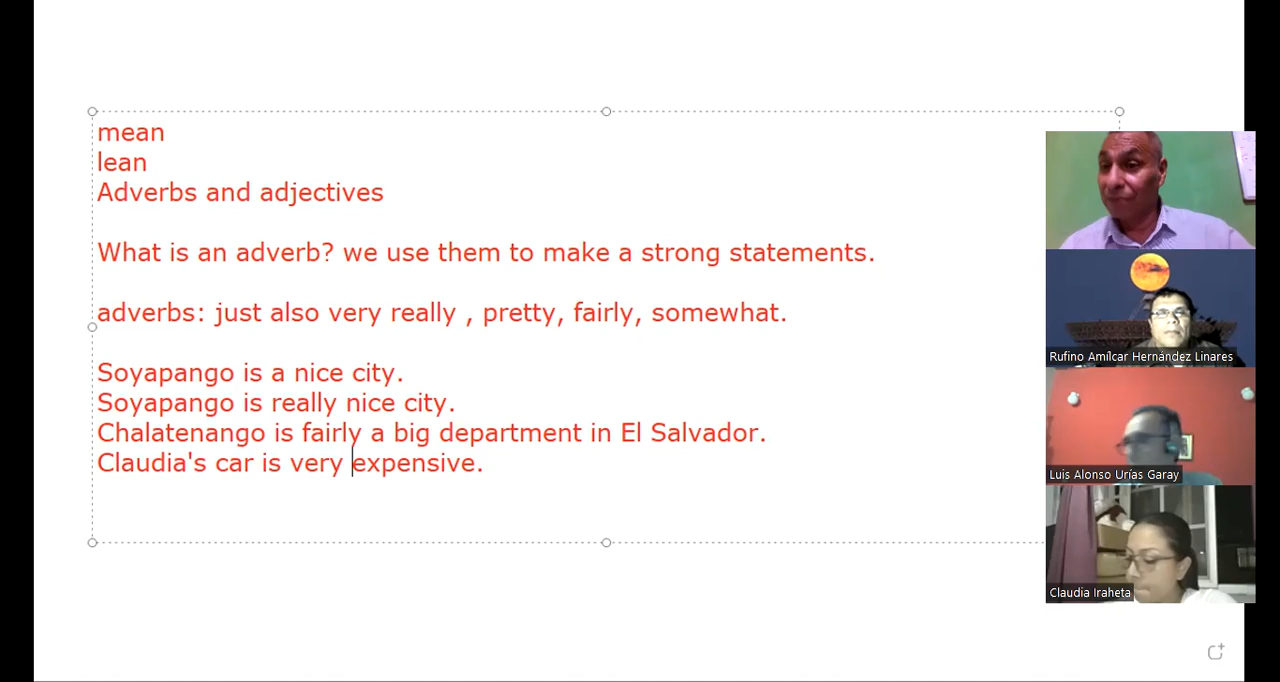 mean
lean
Adverbs and adjectives
What is an adverb? we use them to make a strong statements.
adverbs: just also very really , pretty, fairly, somewhat.
Soyapango is a nice city.
Soyapango is really nice city.
Chalatenango is fairly a big department in El Salvador.
Claudia's car is very expensive.
Rufino Amílcar Hernández Linares
Luis Alonso Urías Garay
Claudia Iraheta